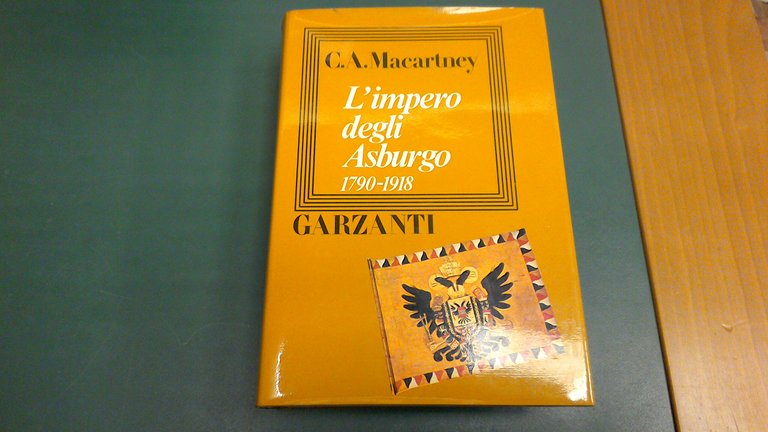 C.A.Macartney
L'impero
degli
Asburgo
1790-1918
GARZANTI